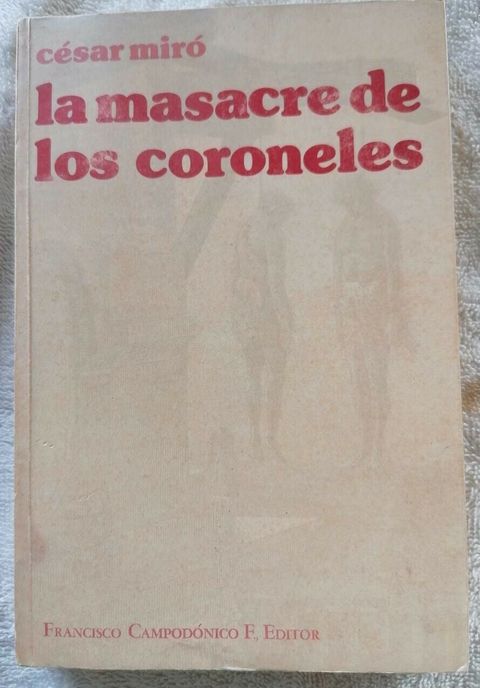 césar miró
la masacre de
los coroneles
FRANCISCO CAMPODÓNICO F., EDITOR